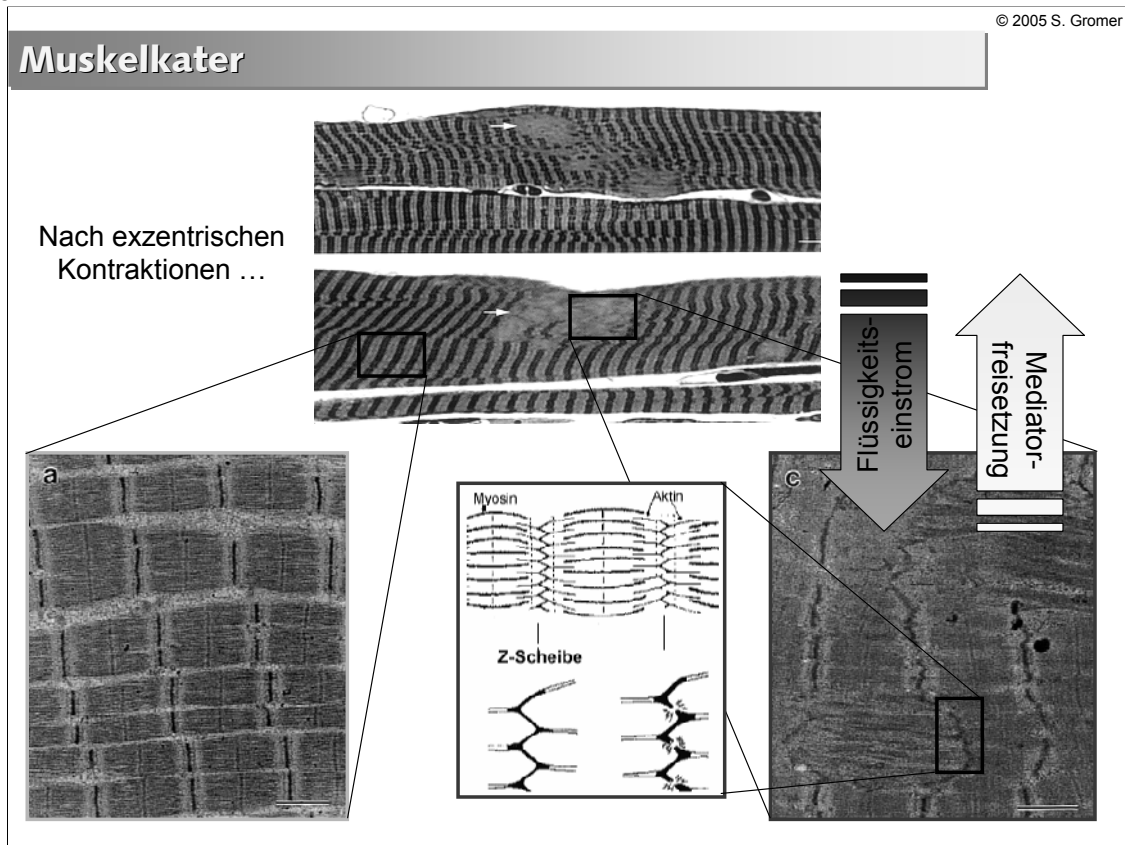 © 2005 S. Gromer
Muskelkater
Nach exzentrischen
Kontraktionen …
Flüssigkeits-
einstrom
Mediator-
freisetzung
a
Myosin
Aktin
Z-Scheibe
c